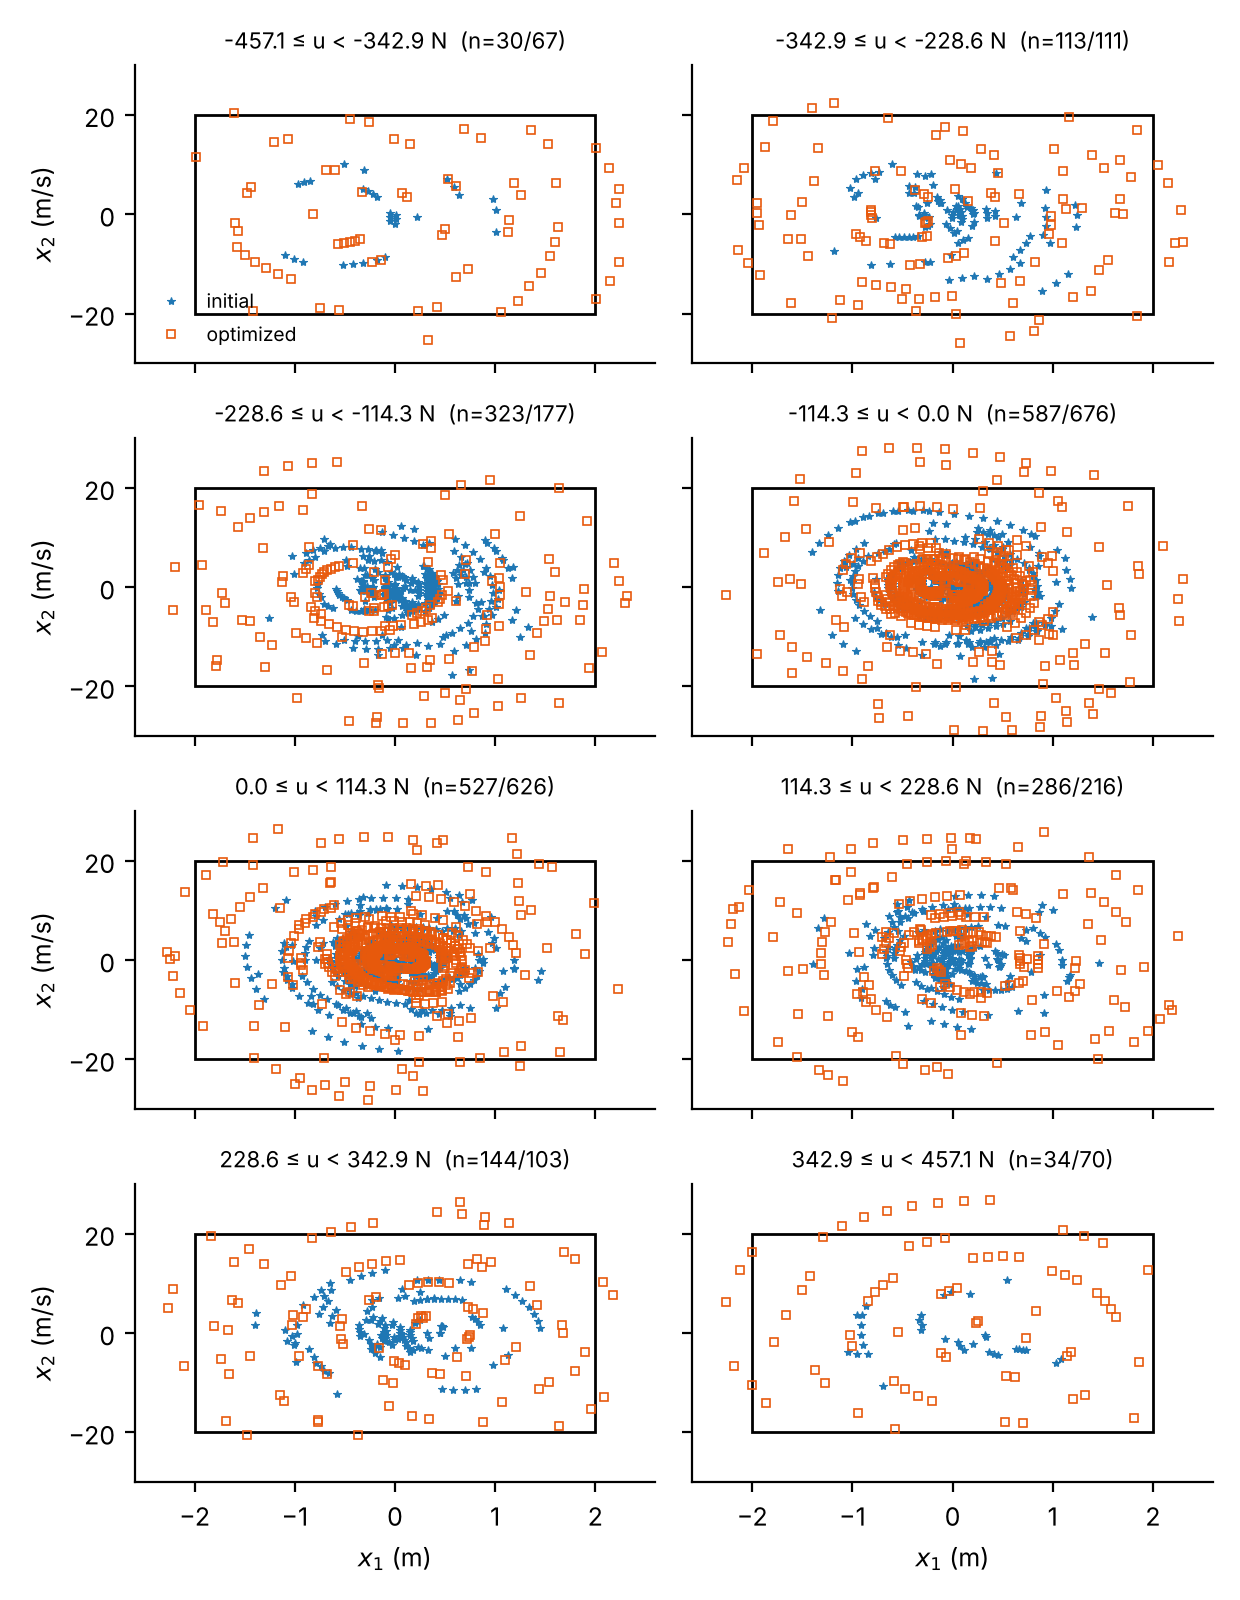 -457.1 ≤ u < -342.9 N (n=30/67)
-342.9 ≤ u < -228.6 N (n=113/111)
20
0
−20
x₂ (m/s)
initial
optimized
-228.6 ≤ u < -114.3 N (n=323/177)
-114.3 ≤ u < 0.0 N (n=587/676)
20
0
−20
x₂ (m/s)
0.0 ≤ u < 114.3 N (n=527/626)
114.3 ≤ u < 228.6 N (n=286/216)
20
0
−20
x₂ (m/s)
228.6 ≤ u < 342.9 N (n=144/103)
342.9 ≤ u < 457.1 N (n=34/70)
20
0
−20
x₂ (m/s)
−2 −1 0 1 2
−2 −1 0 1 2
x₁ (m)
x₁ (m)